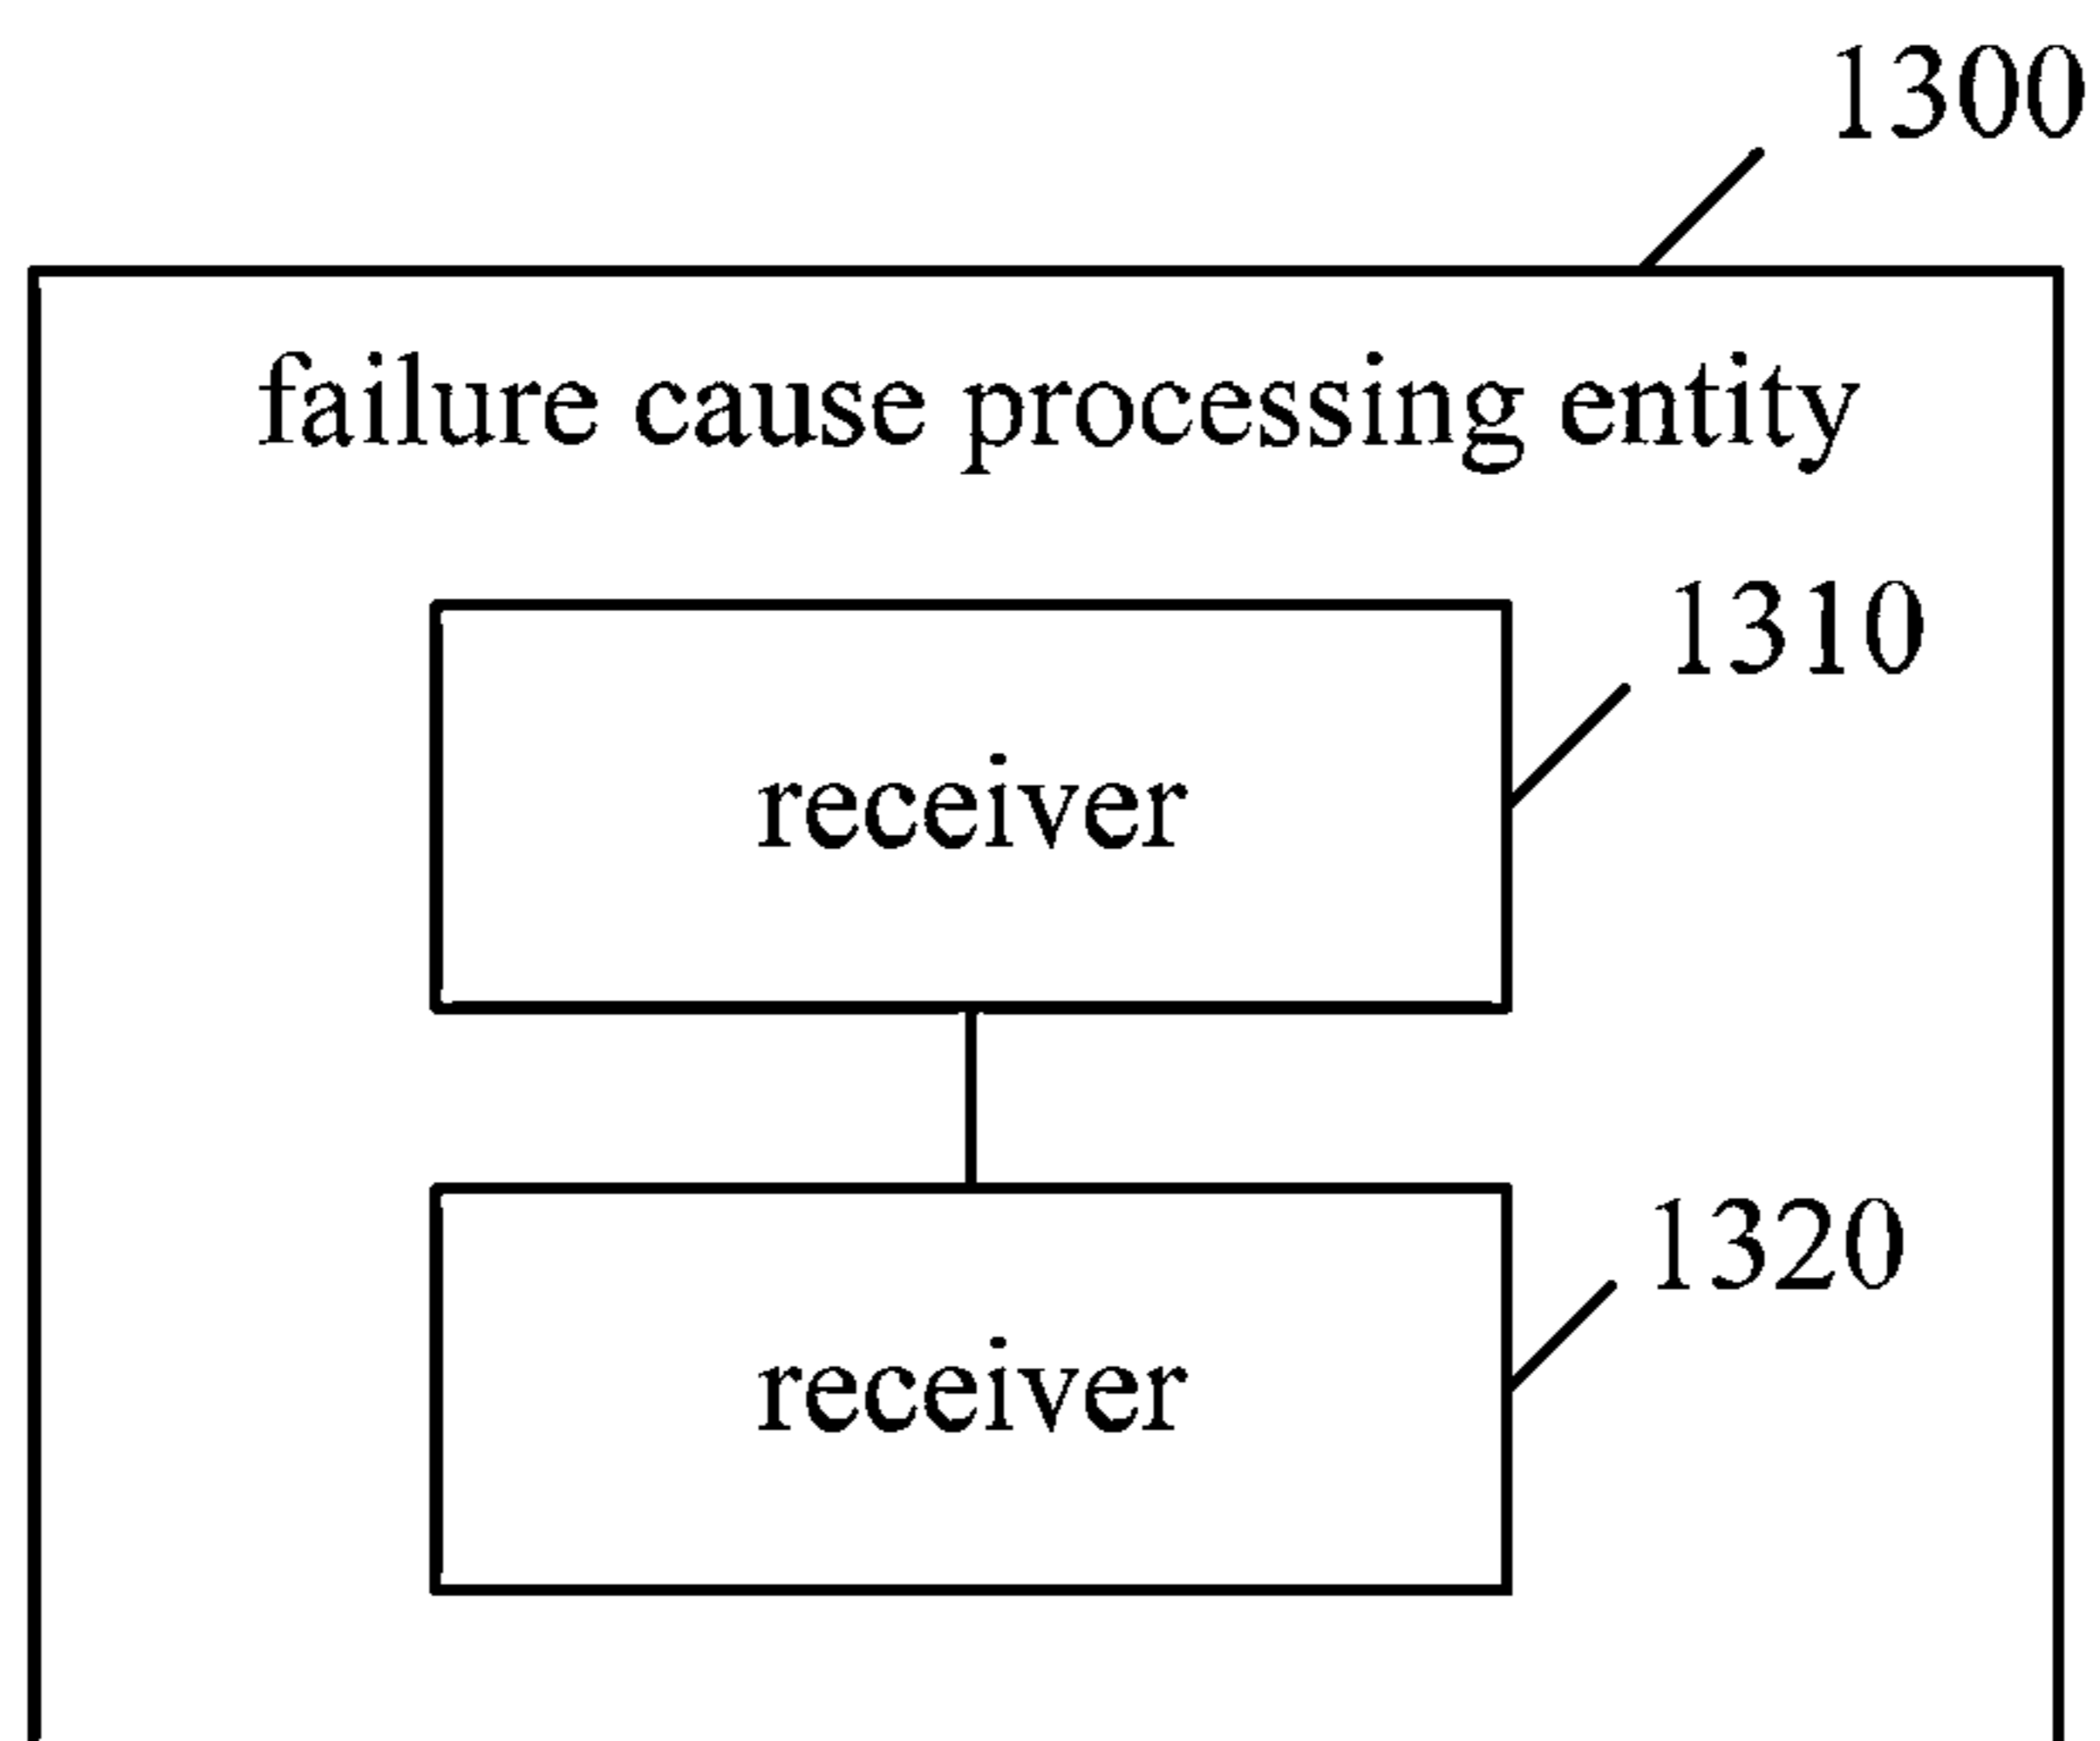 1300
failure cause processing entity
1310
receiver
1320
receiver